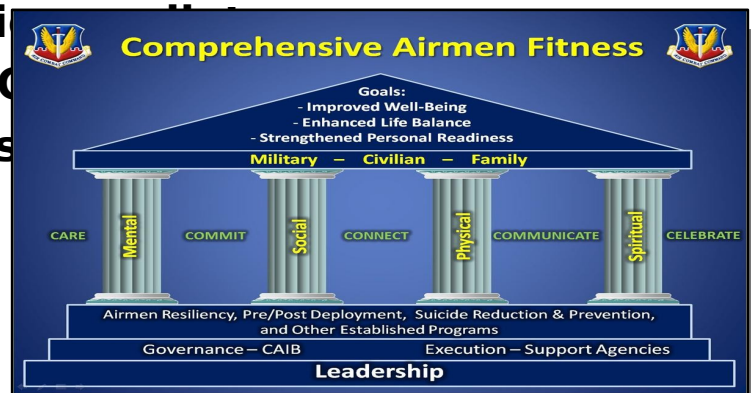 Comprehensive Airmen Fitness
Goals:
- Improved Well-Being
- Enhanced Life Balance
- Strengthened Personal Readiness
Military – Civilian – Family
CARE Mental COMMIT Social CONNECT Physical COMMUNICATE Spiritual CELEBRATE
Airmen Resiliency, Pre/Post Deployment, Suicide Reduction & Prevention,
and Other Established Programs
Governance – CAIB Execution – Support Agencies
Leadership